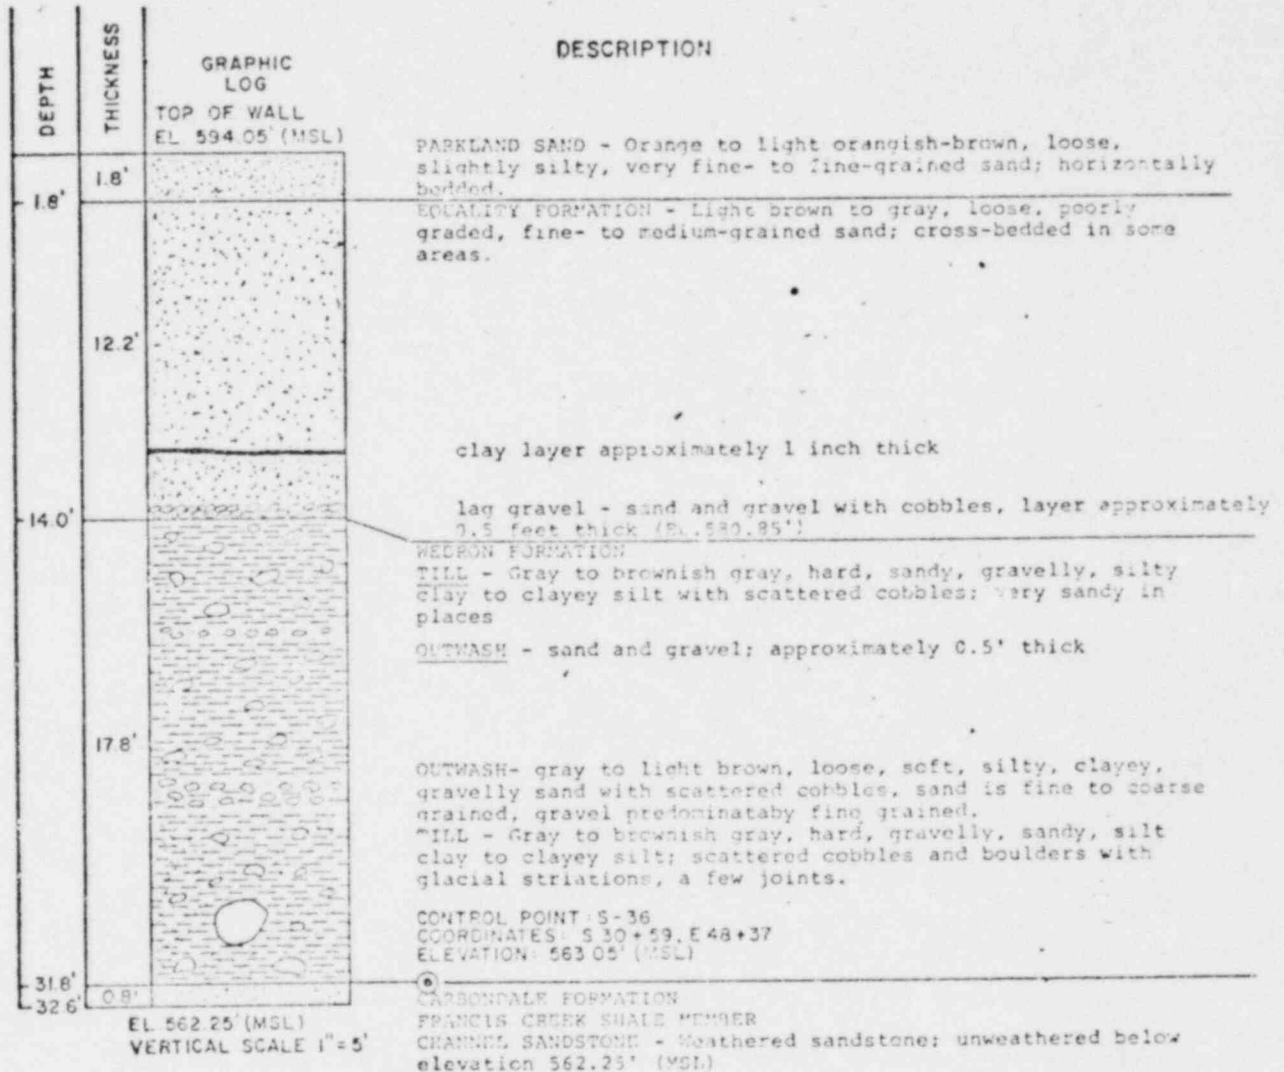 DEPTH
THICKNESS
GRAPHIC
LOG
DESCRIPTION
TOP OF WALL
EL. 594.05' (MSL)
PARKLAND SAND - Orange to light orangish-brown, loose,
slightly silty, very fine- to fine-grained sand; horizontally
bedded.
1.8'
1.8'
EQUALITY FORMATION - Light brown to gray, loose, poorly
graded, fine- to medium-grained sand; cross-bedded in some
areas.
12.2'
clay layer approximately 1 inch thick
lag gravel - sand and gravel with cobbles, layer approximately
0.5 feet thick (EL.580.85')
14.0'
WEDRON FORMATION
TILL - Gray to brownish gray, hard, sandy, gravelly, silty
clay to clayey silt with scattered cobbles; very sandy in
places
OUTWASH - sand and gravel; approximately 0.5' thick
17.8'
OUTWASH- gray to light brown, loose, soft, silty, clayey,
gravelly sand with scattered cobbles, sand is fine to coarse
grained, gravel predominataby fine grained.
TILL - Gray to brownish gray, hard, gravelly, sandy, silt
clay to clayey silt; scattered cobbles and boulders with
glacial striations, a few joints.
CONTROL POINT: S-36
COORDINATES: S 30+59, E 48+37
ELEVATION: 563.05' (MSL)
31.8'
32.6'
0.8'
CARBONDALE FORMATION
FRANCIS CREEK SHALE MEMBER
CHANNEL SANDSTONE - Weathered sandstone; unweathered below
elevation 562.25' (MSL)
EL. 562.25' (MSL)
VERTICAL SCALE 1"=5'